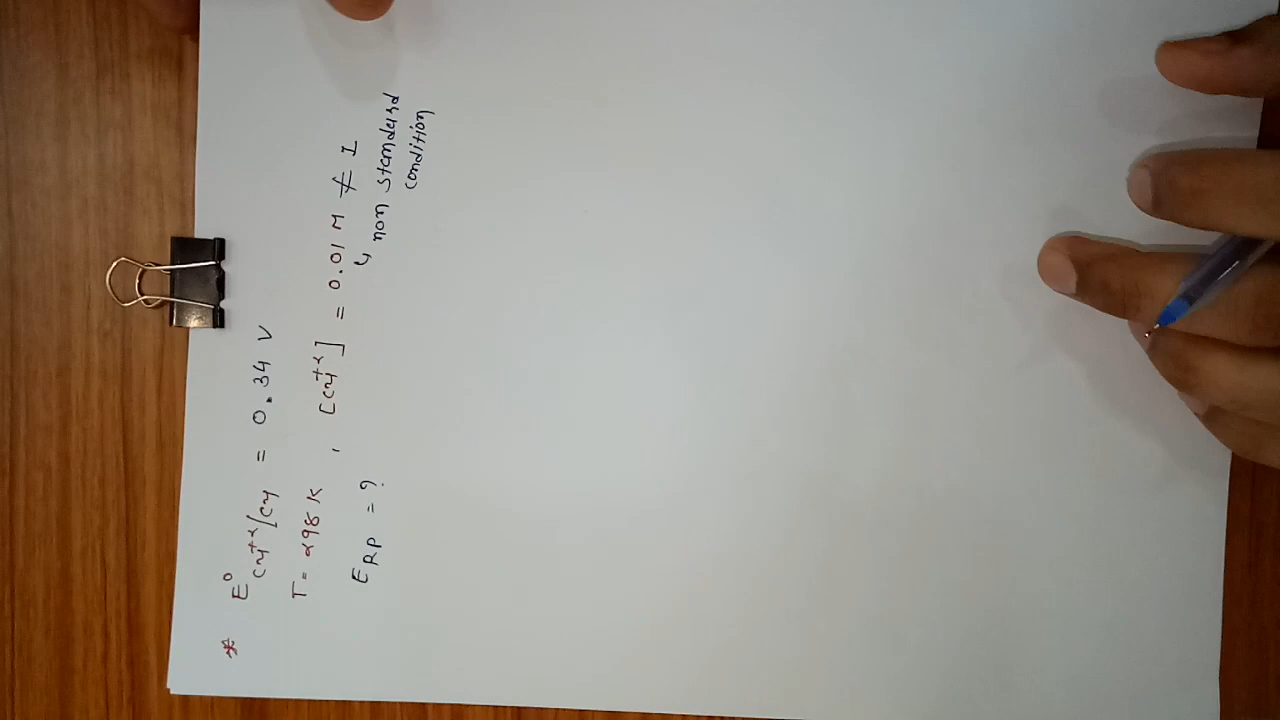 * E° Cu⁺²/Cu = 0.34 V
T = 298 K , [Cu⁺²] = 0.01 M ≠ 1
ERP = ? ↳ non standard
condition